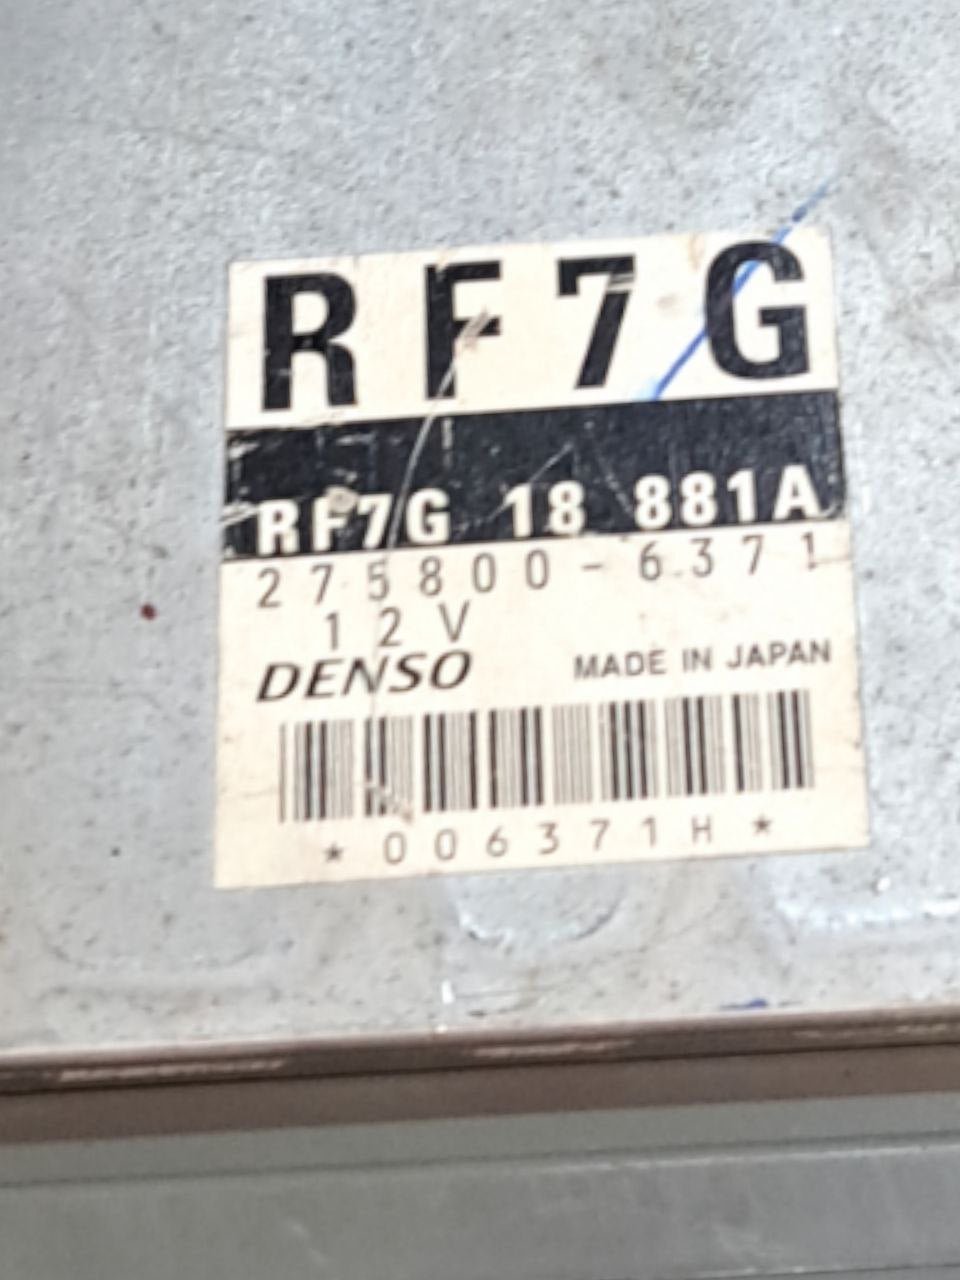 RF7G
RF7G 18 881A
275800-6371
12V
DENSO MADE IN JAPAN
*006371H*